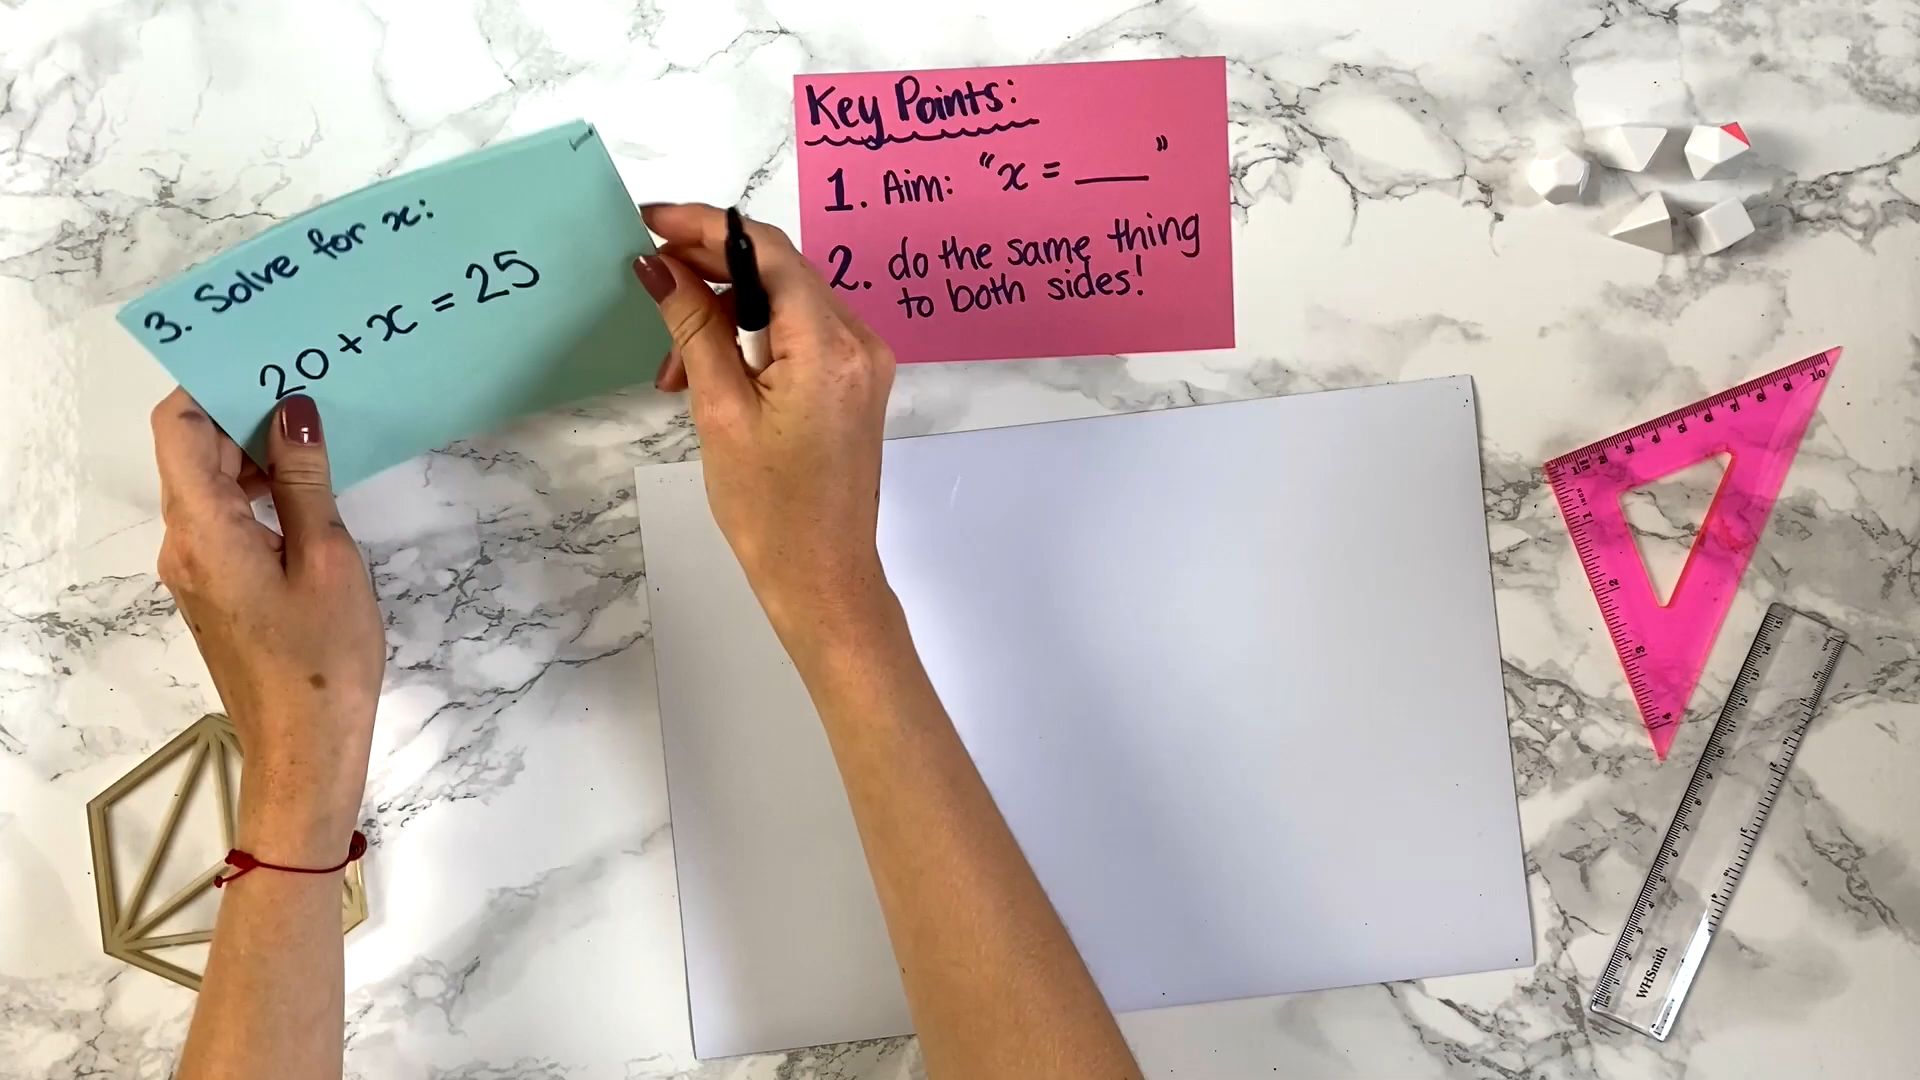 3. Solve for x:
20 + x = 25
Key Points:
1. Aim: "x = ___"
2. do the same thing
to both sides!
WHSmith